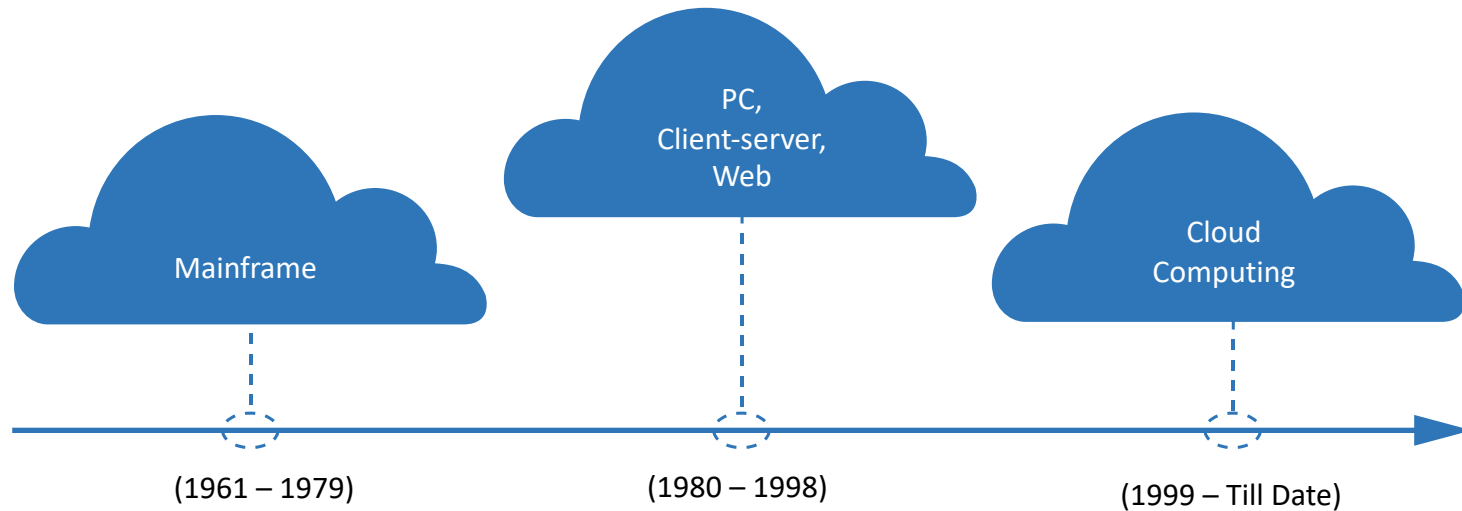 Mainframe
(1961 – 1979)
PC,
Client-server,
Web
(1980 – 1998)
Cloud
Computing
(1999 – Till Date)